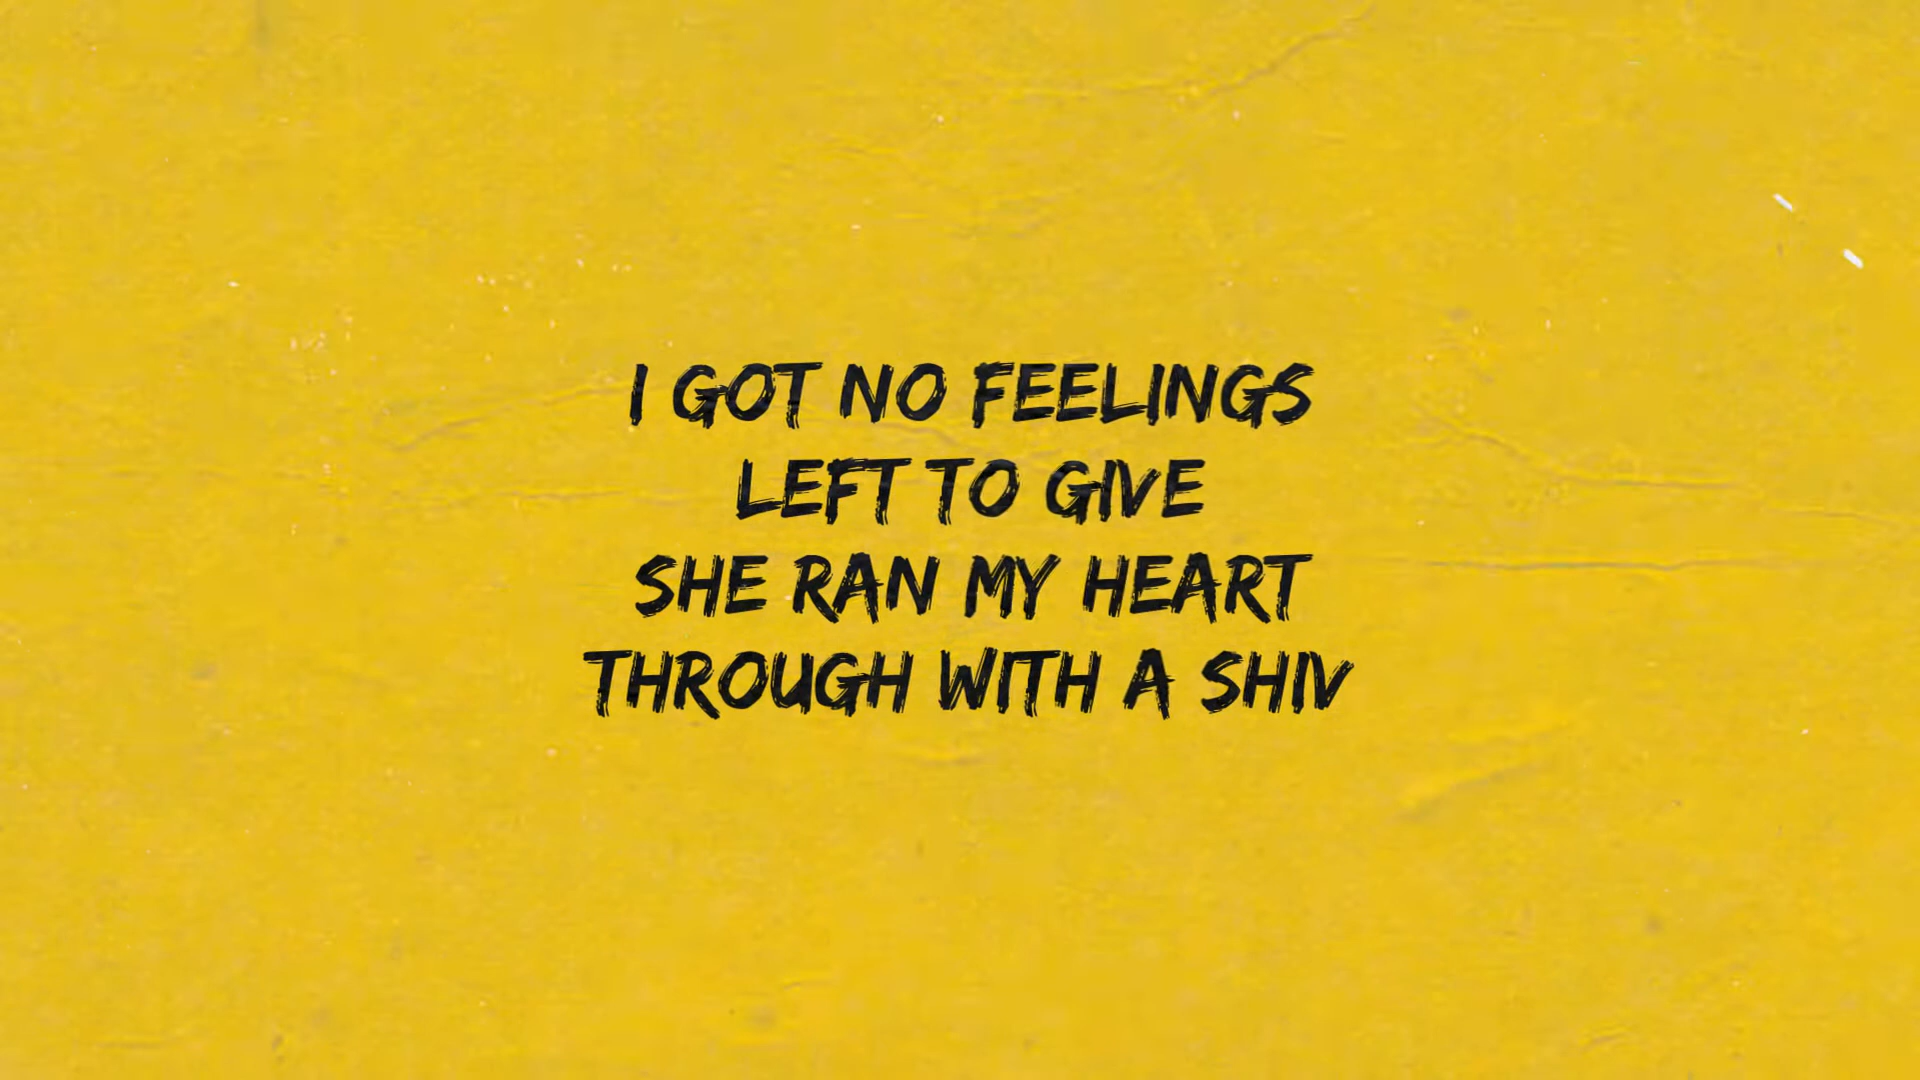 I GOT NO FEELINGS
LEFT TO GIVE
SHE RAN MY HEART
THROUGH WITH A SHIV